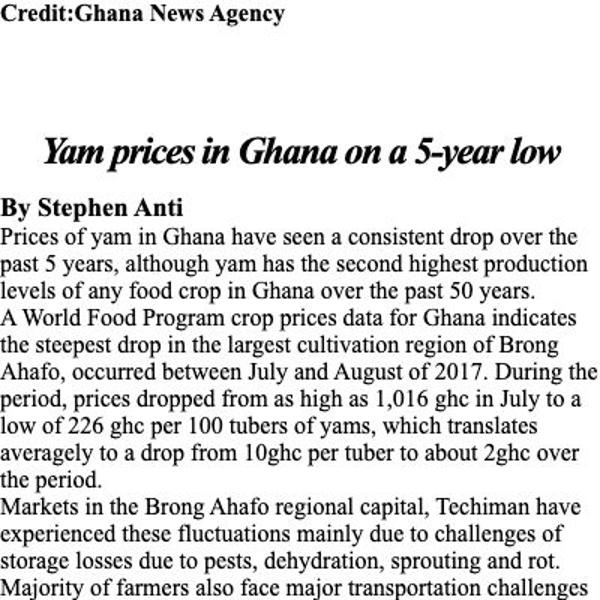 Credit:Ghana News Agency
Yam prices in Ghana on a 5-year low
By Stephen Anti
Prices of yam in Ghana have seen a consistent drop over the
past 5 years, although yam has the second highest production
levels of any food crop in Ghana over the past 50 years.
A World Food Program crop prices data for Ghana indicates
the steepest drop in the largest cultivation region of Brong
Ahafo, occurred between July and August of 2017. During the
period, prices dropped from as high as 1,016 ghc in July to a
low of 226 ghc per 100 tubers of yams, which translates
averagely to a drop from 10ghc per tuber to about 2ghc over
the period.
Markets in the Brong Ahafo regional capital, Techiman have
experienced these fluctuations mainly due to challenges of
storage losses due to pests, dehydration, sprouting and rot.
Majority of farmers also face major transportation challenges